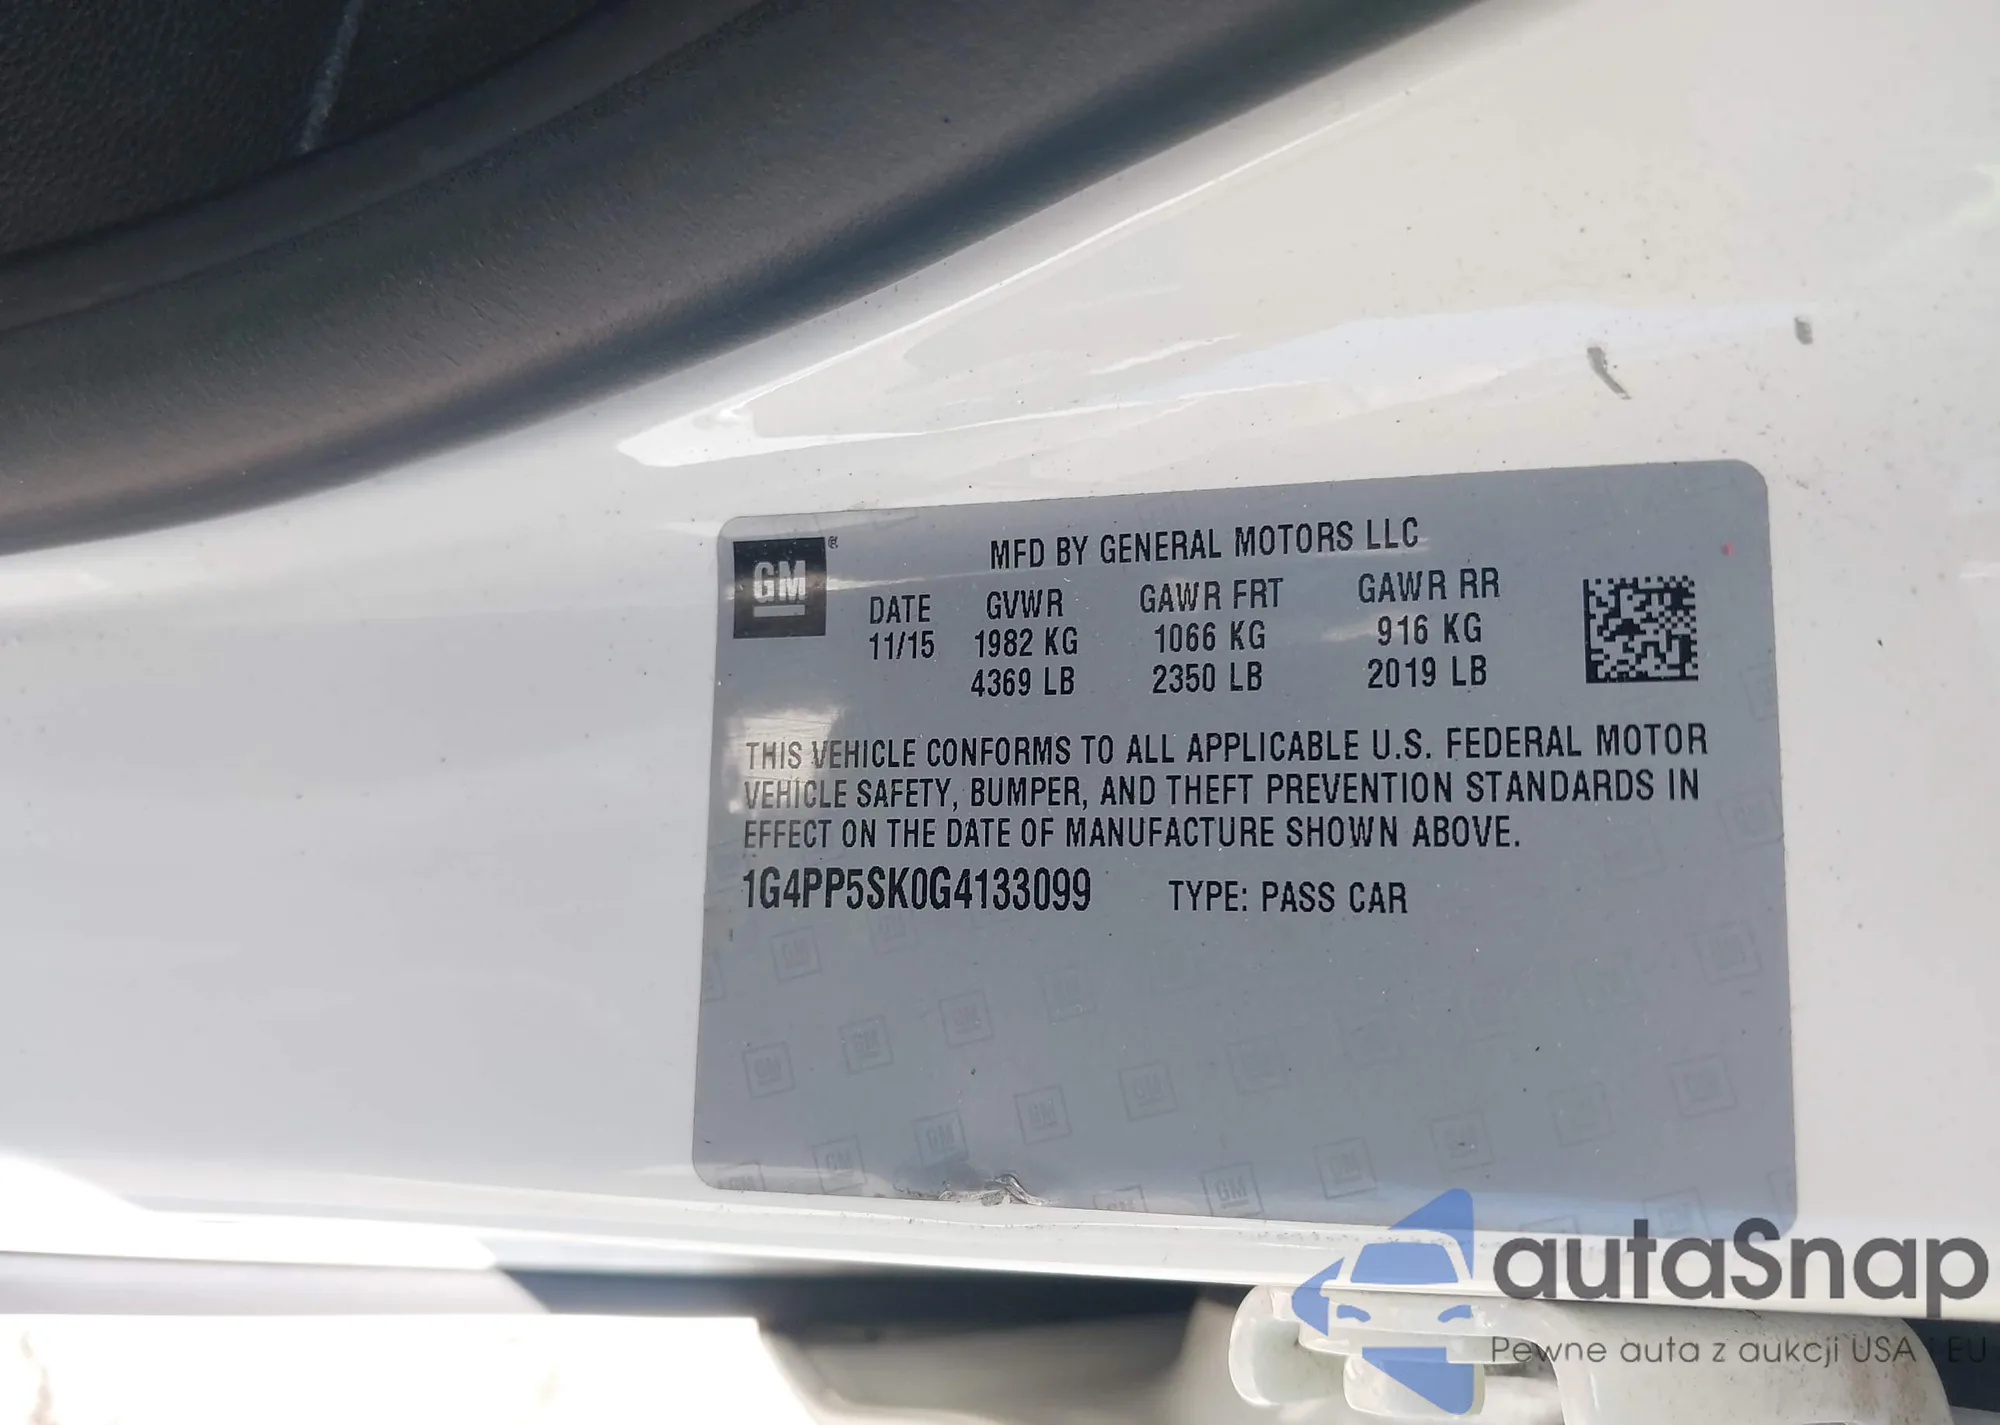 GM ®
MFD BY GENERAL MOTORS LLC
DATE GVWR GAWR FRT GAWR RR
11/15 1982 KG 1066 KG 916 KG
4369 LB 2350 LB 2019 LB
THIS VEHICLE CONFORMS TO ALL APPLICABLE U.S. FEDERAL MOTOR
VEHICLE SAFETY, BUMPER, AND THEFT PREVENTION STANDARDS IN
EFFECT ON THE DATE OF MANUFACTURE SHOWN ABOVE.
1G4PP5SK0G4133099 TYPE: PASS CAR
autaSnap
Pewne auta z aukcji USA i EU